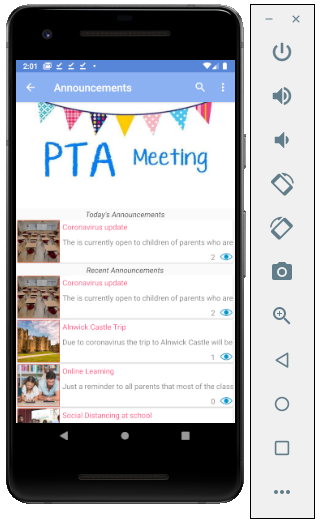 2:01
Announcements
PTA Meeting
Today's Announcements
Coronavirus update
The is currently open to children of parents who are
2
Recent Announcements
Coronavirus update
The is currently open to children of parents who are
2
Alnwick Castle Trip
Due to coronavirus the trip to Alnwick Castle will be
1
Online Learning
Just a reminder to all parents that most of the class
0
Social Distancing at school